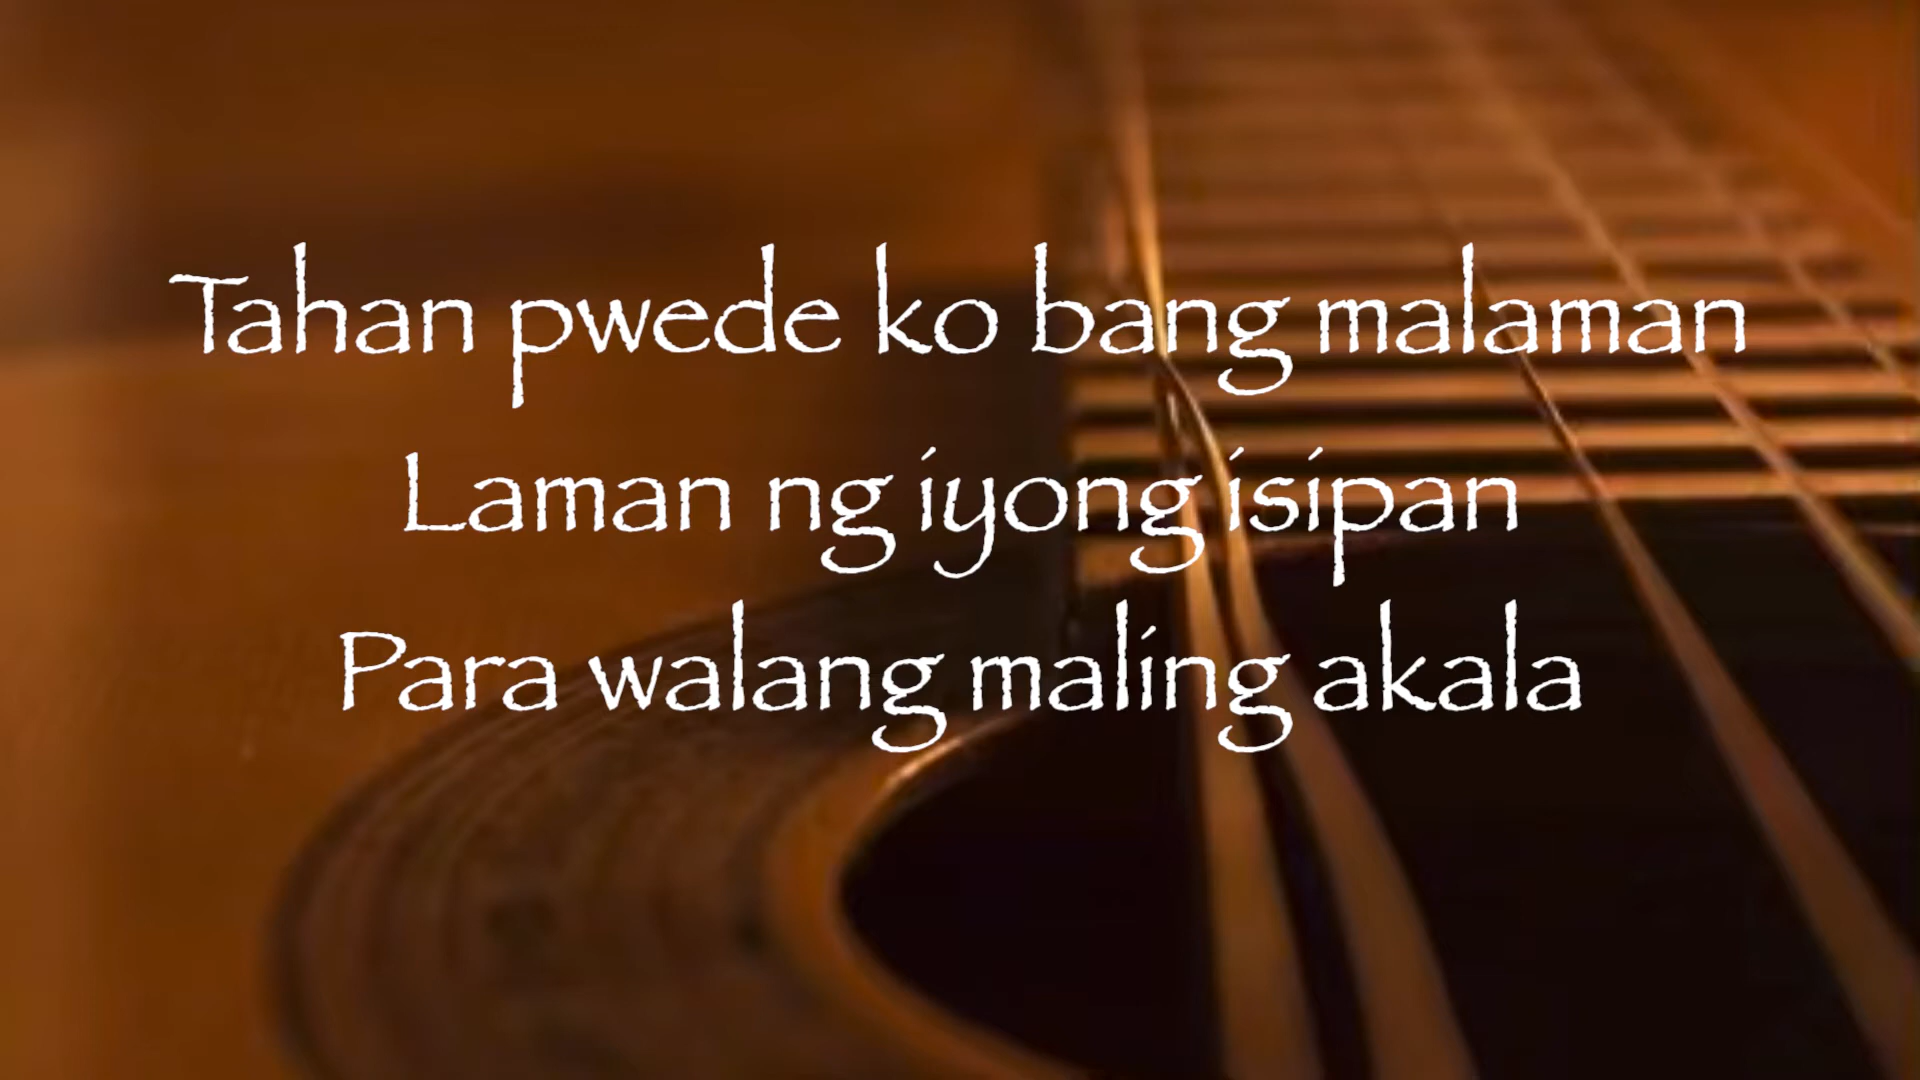 Tahan pwede ko bang malaman
Laman ng iyong isipan
Para walang maling akala